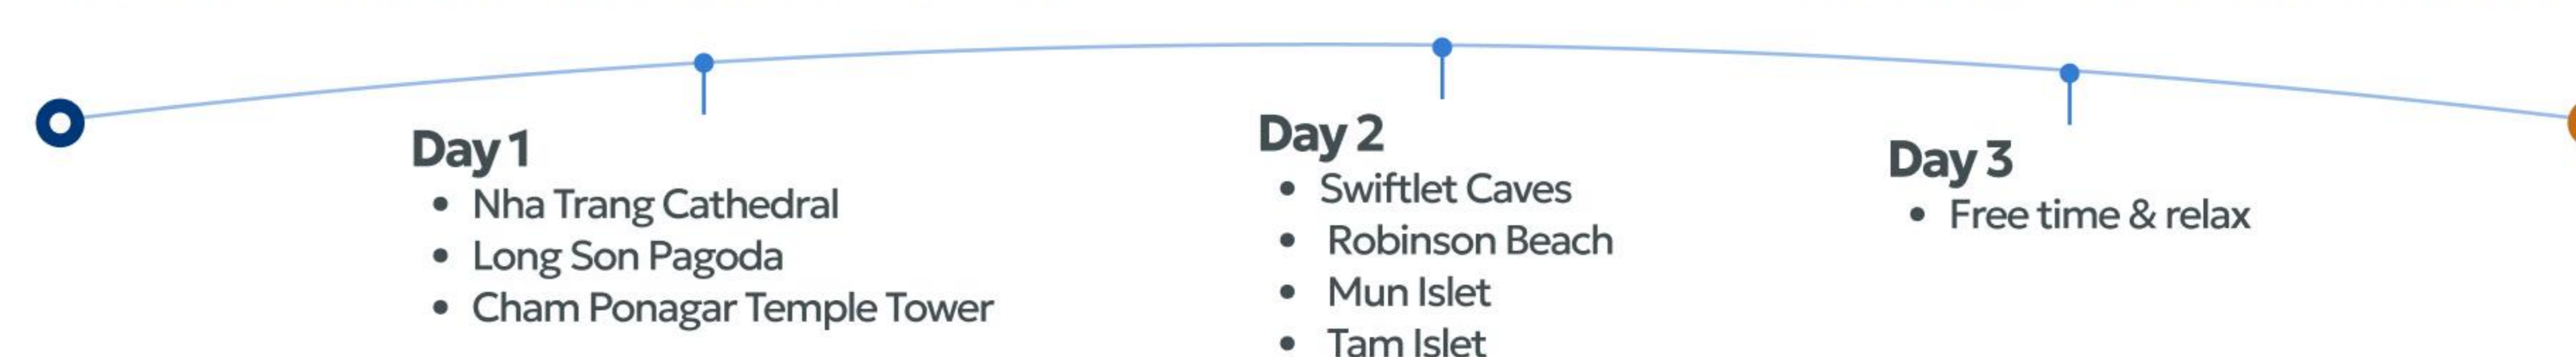 Day 1
• Nha Trang Cathedral
• Long Son Pagoda
• Cham Ponagar Temple Tower
Day 2
• Swiftlet Caves
• Robinson Beach
• Mun Islet
• Tam Islet
Day 3
• Free time & relax